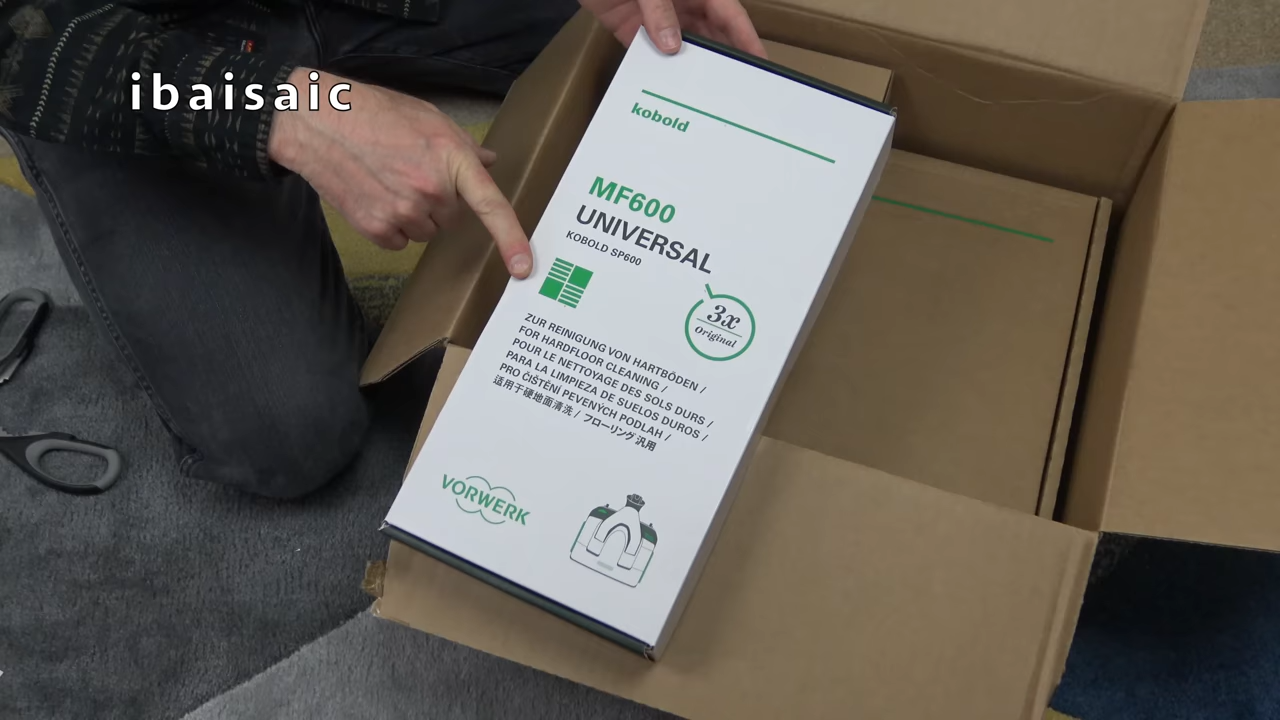 ibaisaic
kobold
MF600
UNIVERSAL
KOBOLD SP600
3x
Original
ZUR REINIGUNG VON HARTBÖDEN /
FOR HARDFLOOR CLEANING /
POUR LE NETTOYAGE DES SOLS DURS /
PARA LA LIMPIEZA DE SUELOS DUROS /
PRO ČIŠTĚNÍ PEVENÝCH PODLAH /
适用于硬地面清洗 / フローリング 汎用
VORWERK